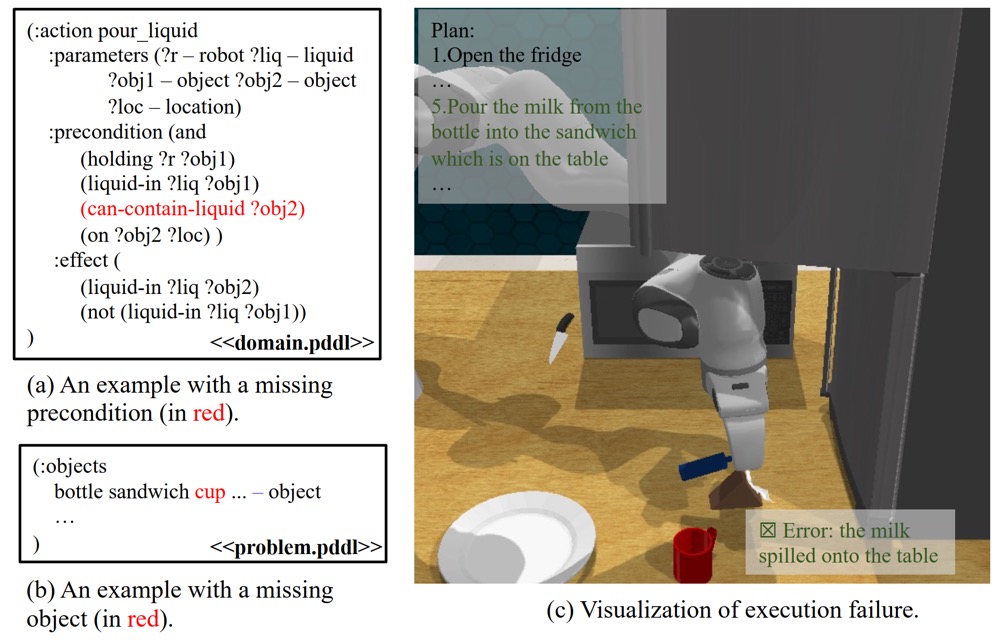 (:action pour_liquid
:parameters (?r – robot ?liq – liquid
?obj1 – object ?obj2 – object
?loc – location)
:precondition (and
(holding ?r ?obj1)
(liquid-in ?liq ?obj1)
(can-contain-liquid ?obj2)
(on ?obj2 ?loc) )
:effect (
(liquid-in ?liq ?obj2)
(not (liquid-in ?liq ?obj1))
)
<<domain.pddl>>
(a) An example with a missing
precondition (in red).
(:objects
bottle sandwich cup ... – object
…
)
<<problem.pddl>>
(b) An example with a missing
object (in red).
Plan:
1.Open the fridge
…
5.Pour the milk from the
bottle into the sandwich
which is on the table
…
☒ Error: the milk
spilled onto the table
(c) Visualization of execution failure.